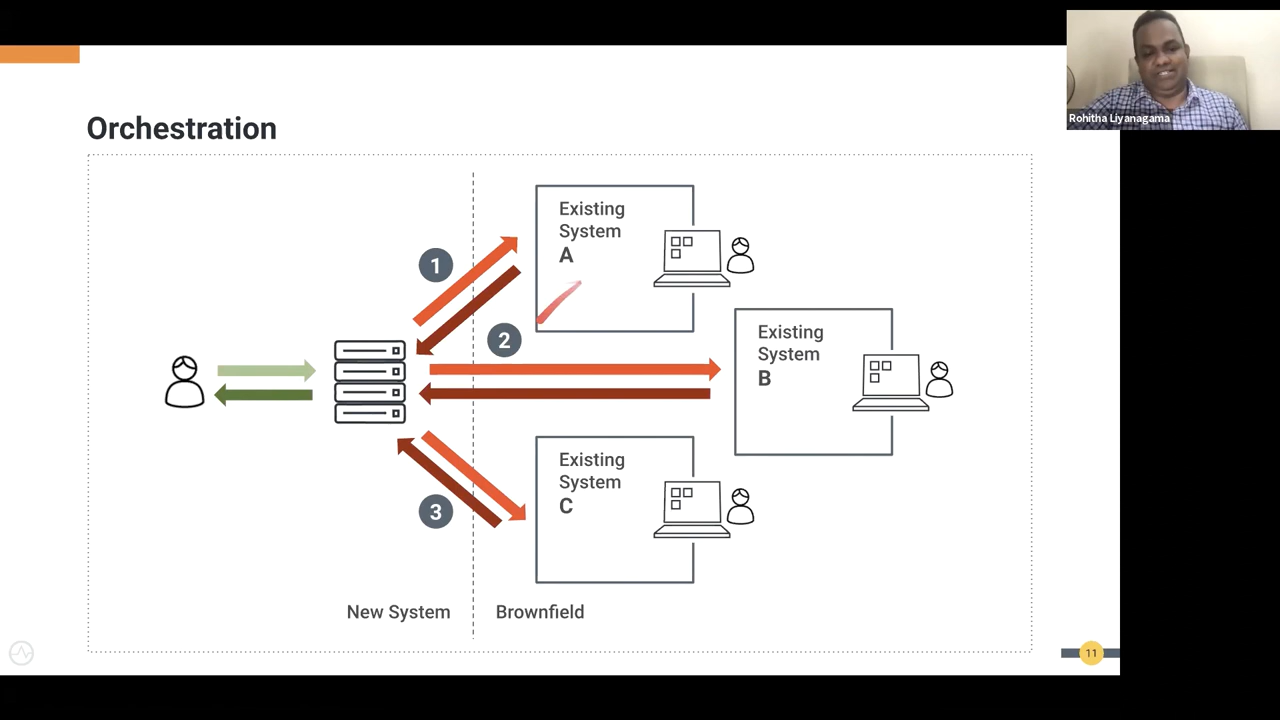 Rohitha Liyanagama
Orchestration
Existing
System
A
1
2
Existing
System
B
Existing
System
C
3
New System
Brownfield
11